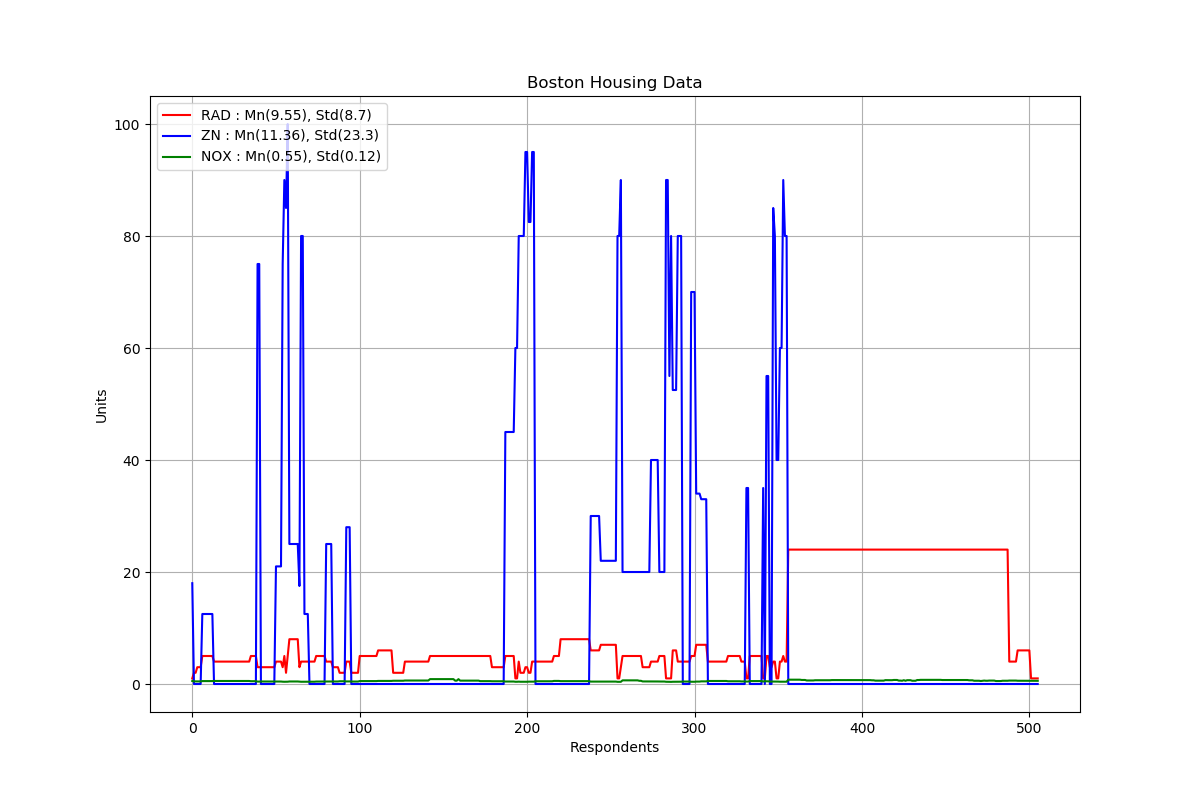 Boston Housing Data
RAD : Mn(9.55), Std(8.7)
ZN : Mn(11.36), Std(23.3)
NOX : Mn(0.55), Std(0.12)
100
80
60
40
20
0
Units
0 100 200 300 400 500
Respondents